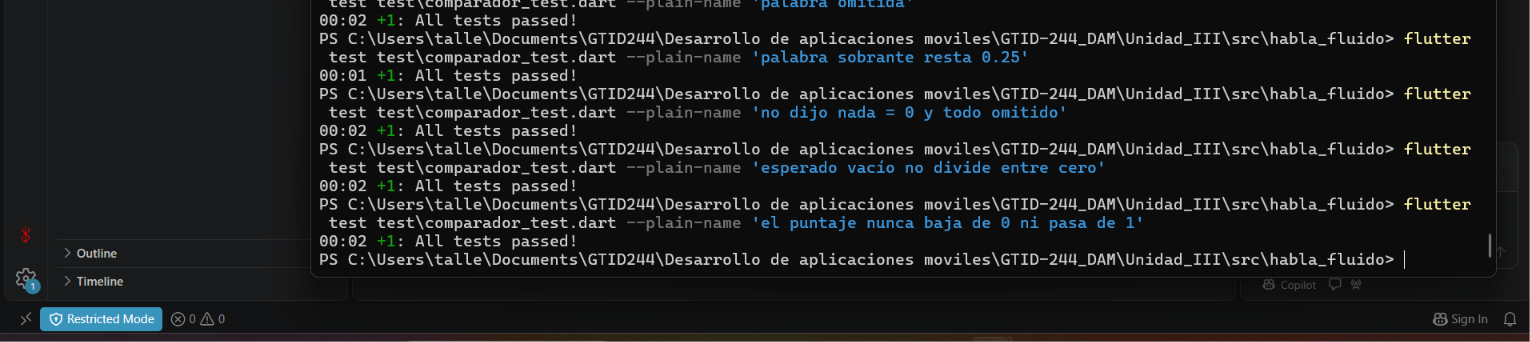 test test\comparador_test.dart --plain-name 'palabra omitida'
00:02 +1: All tests passed!
PS C:\Users\talle\Documents\GTID244\Desarrollo de aplicaciones moviles\GTID-244_DAM\Unidad_III\src\habla_fluido> flutter
test test\comparador_test.dart --plain-name 'palabra sobrante resta 0.25'
00:01 +1: All tests passed!
PS C:\Users\talle\Documents\GTID244\Desarrollo de aplicaciones moviles\GTID-244_DAM\Unidad_III\src\habla_fluido> flutter
test test\comparador_test.dart --plain-name 'no dijo nada = 0 y todo omitido'
00:02 +1: All tests passed!
PS C:\Users\talle\Documents\GTID244\Desarrollo de aplicaciones moviles\GTID-244_DAM\Unidad_III\src\habla_fluido> flutter
test test\comparador_test.dart --plain-name 'esperado vacío no divide entre cero'
00:02 +1: All tests passed!
PS C:\Users\talle\Documents\GTID244\Desarrollo de aplicaciones moviles\GTID-244_DAM\Unidad_III\src\habla_fluido> flutter
test test\comparador_test.dart --plain-name 'el puntaje nunca baja de 0 ni pasa de 1'
00:02 +1: All tests passed!
PS C:\Users\talle\Documents\GTID244\Desarrollo de aplicaciones moviles\GTID-244_DAM\Unidad_III\src\habla_fluido>
Outline
Timeline
1
Copilot
Restricted Mode
0
0
Sign In